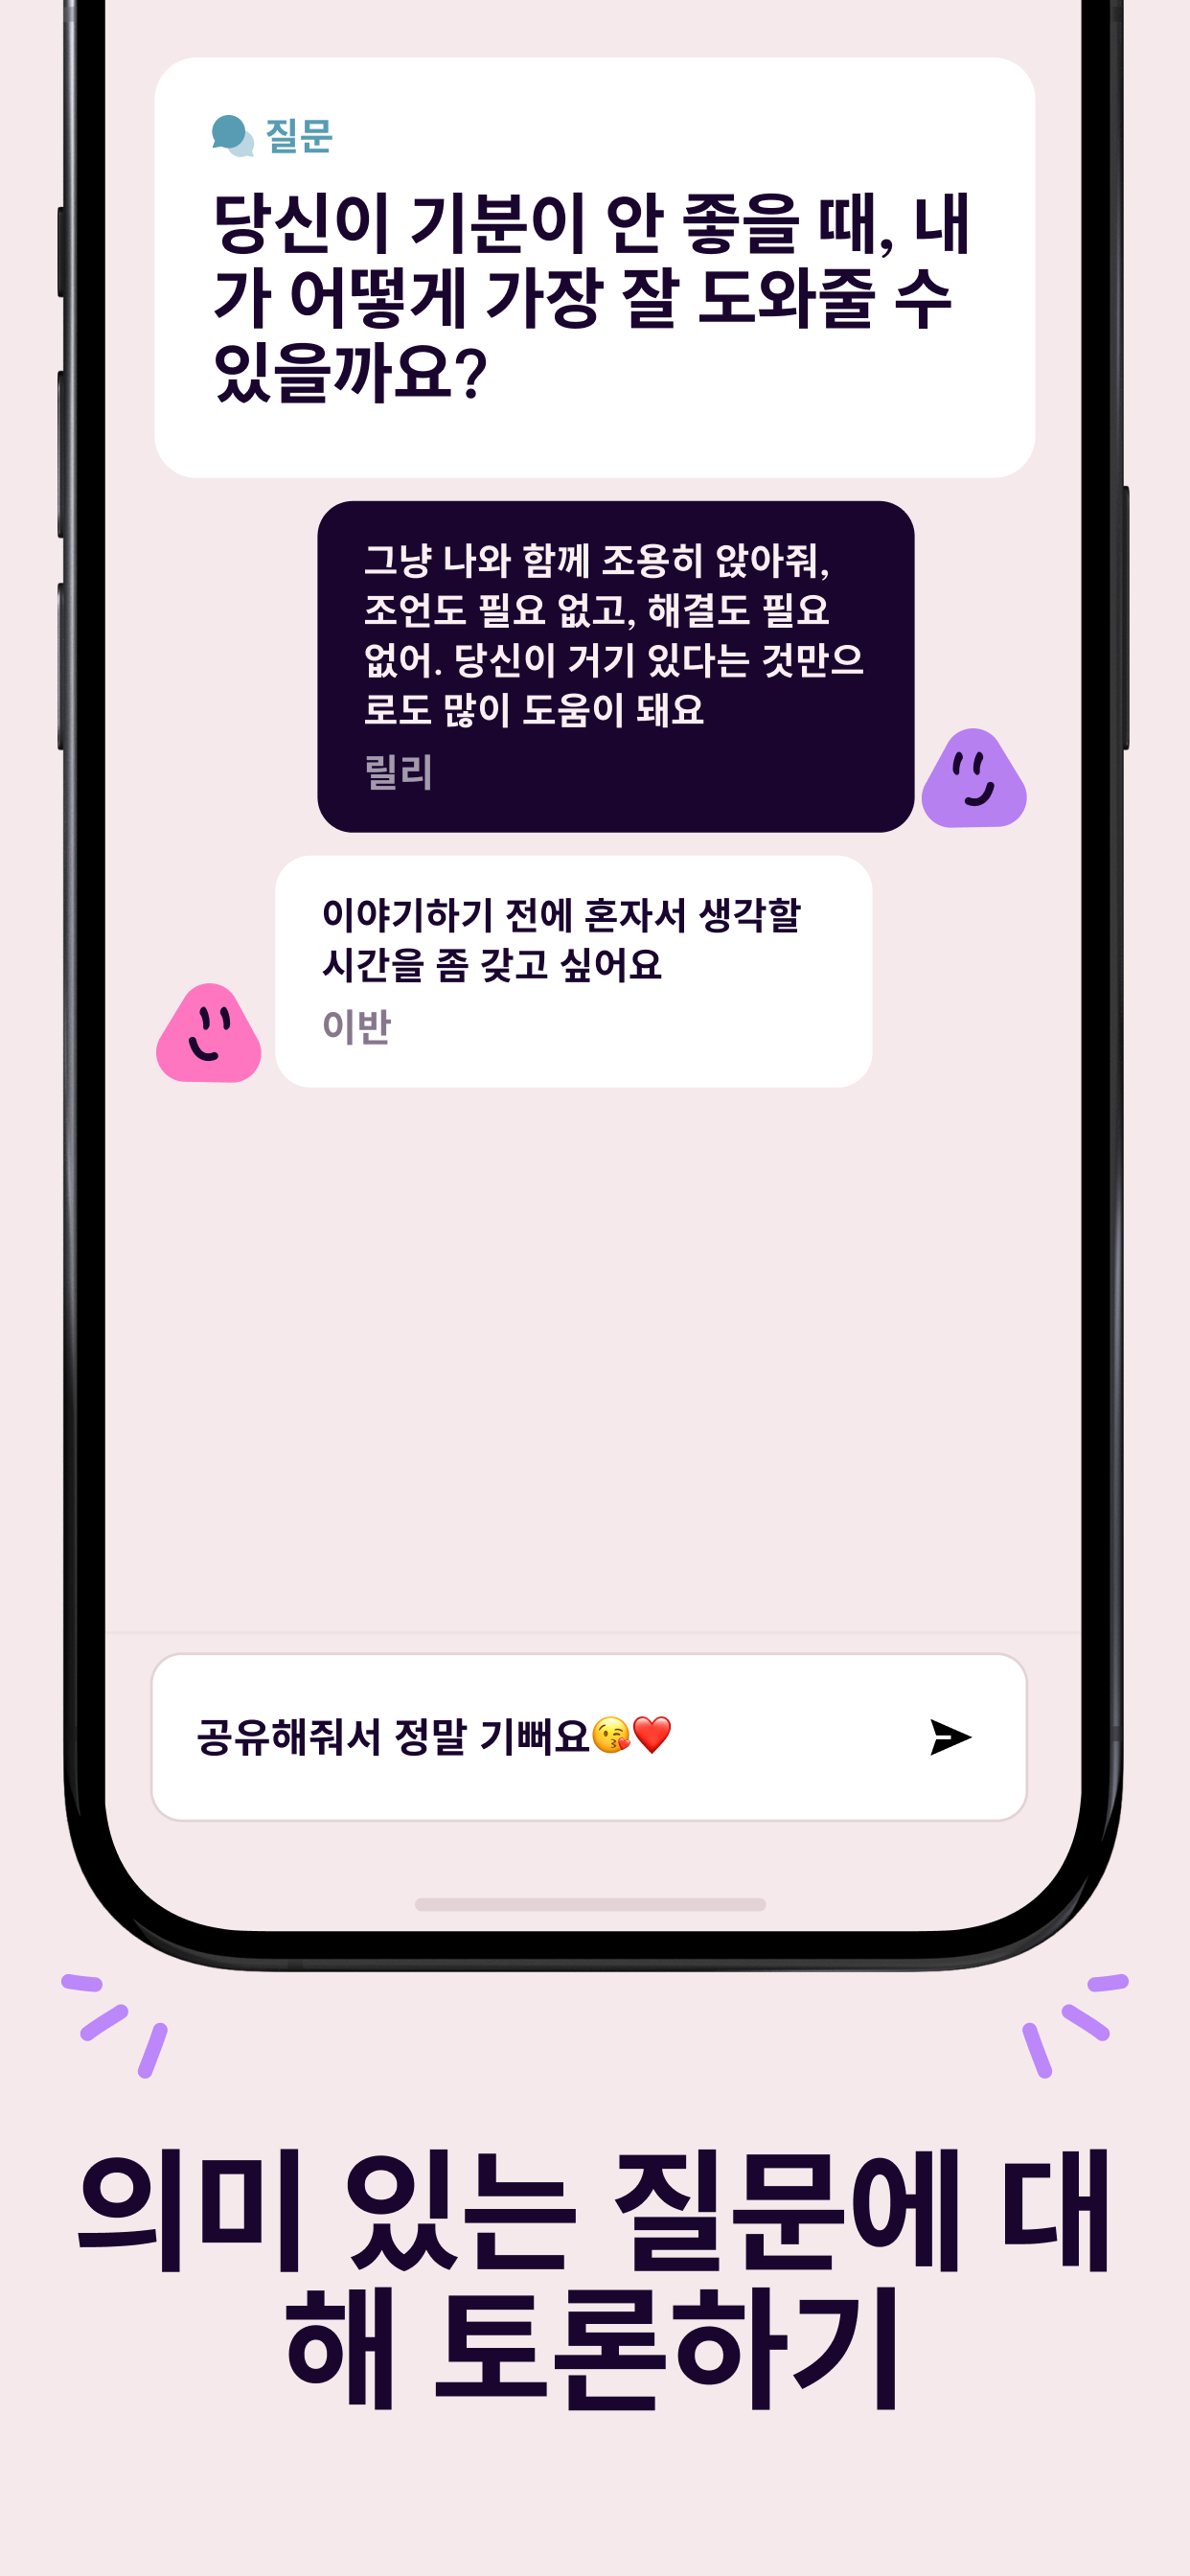 질문
당신이 기분이 안 좋을 때, 내
가 어떻게 가장 잘 도와줄 수
있을까요?
그냥 나와 함께 조용히 앉아줘,
조언도 필요 없고, 해결도 필요
없어. 당신이 거기 있다는 것만으
로도 많이 도움이 돼요
릴리
이야기하기 전에 혼자서 생각할
시간을 좀 갖고 싶어요
이반
공유해줘서 정말 기뻐요😘❤️
의미 있는 질문에 대
해 토론하기